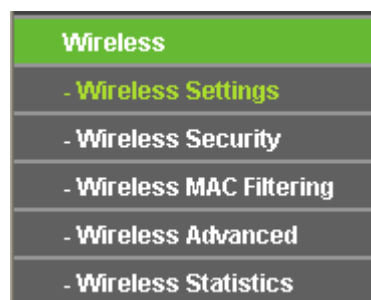 Wireless
- Wireless Settings
- Wireless Security
- Wireless MAC Filtering
- Wireless Advanced
- Wireless Statistics